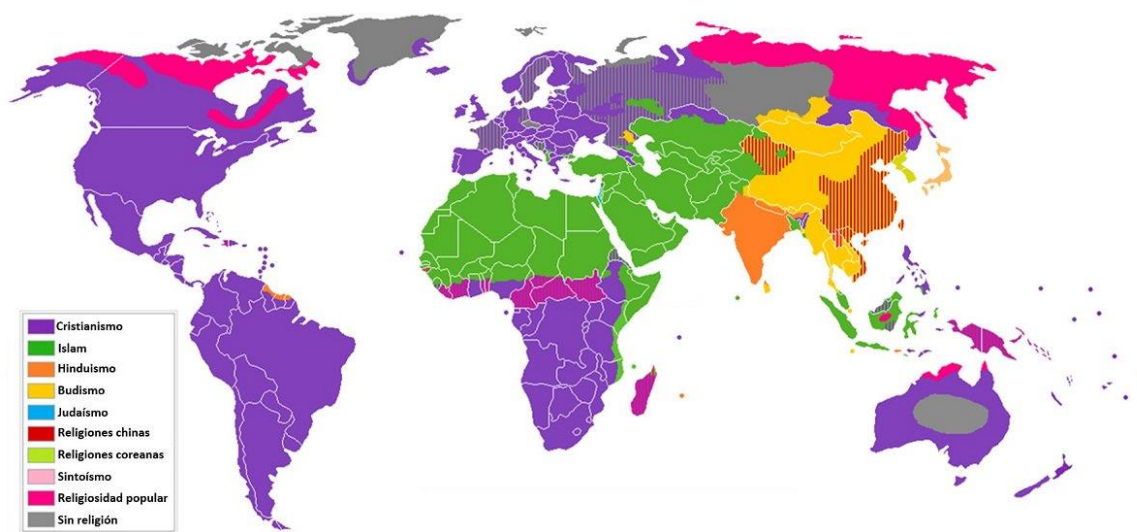 Cristianismo
Islam
Hinduismo
Budismo
Judaísmo
Religiones chinas
Religiones coreanas
Sintoísmo
Religiosidad popular
Sin religión